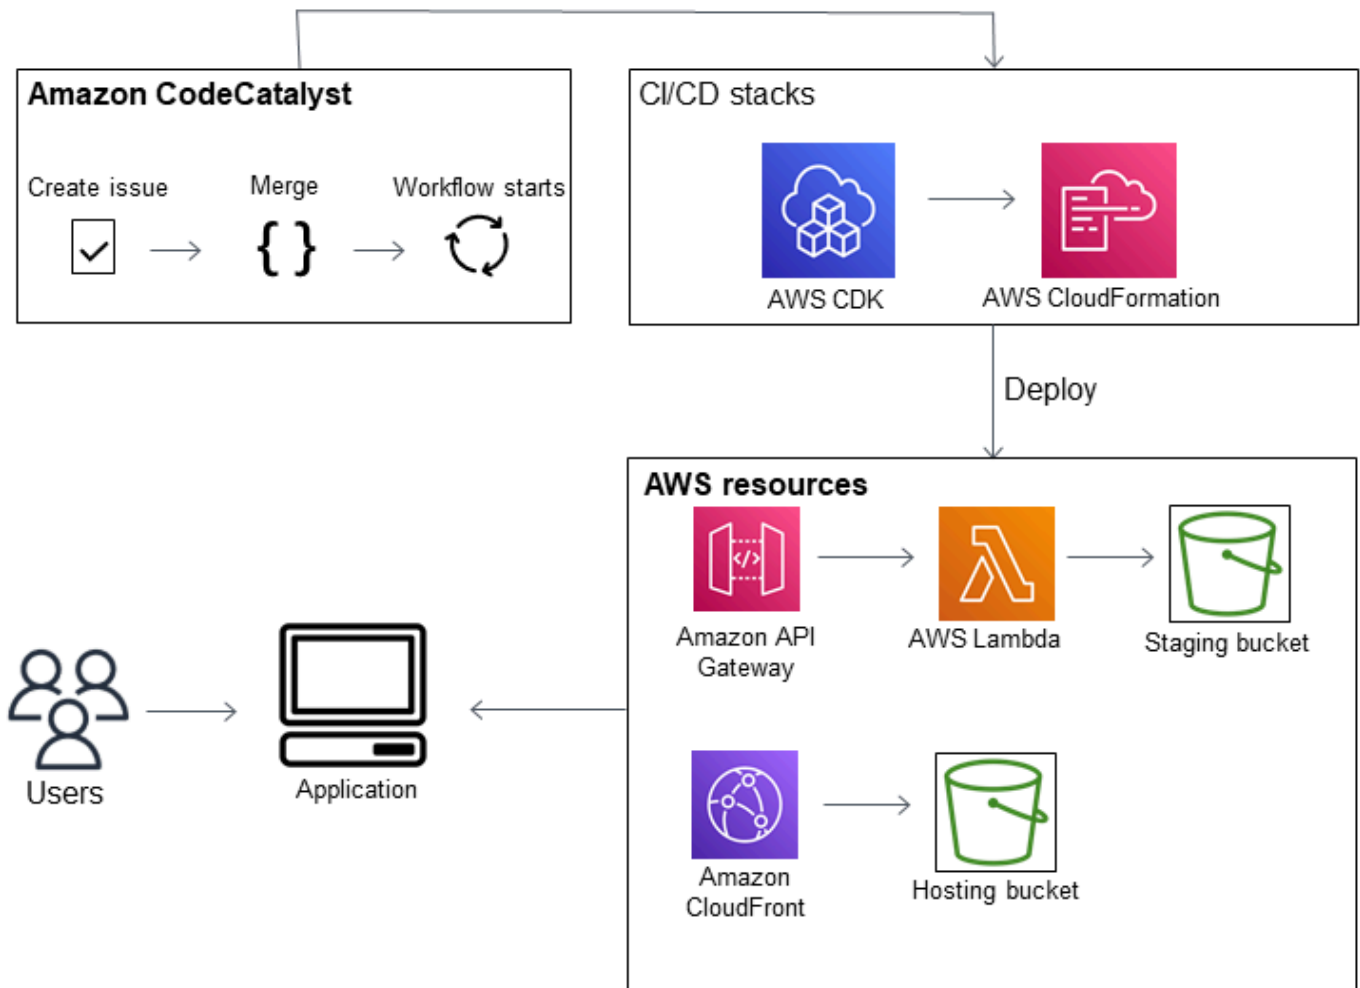 Amazon CodeCatalyst
Create issue
Merge
{ }
Workflow starts
CI/CD stacks
AWS CDK
AWS CloudFormation
Deploy
AWS resources
</>
Amazon API
Gateway
AWS Lambda
Staging bucket
Users
Application
Amazon
CloudFront
Hosting bucket